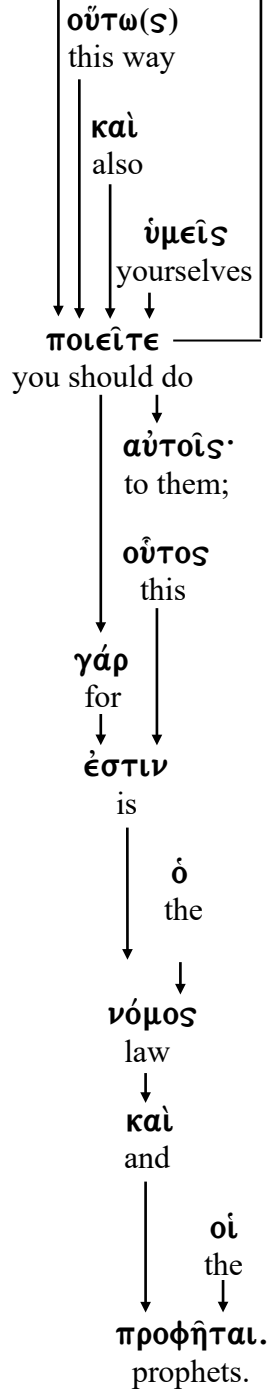 οὕτω(ς)
this way
καὶ
also
ὑμεῖς
yourselves
ποιεῖτε
you should do
αὐτοῖς·
to them;
οὗτος
this
γάρ
for
ἐστιν
is
ὁ
the
νόμος
law
καὶ
and
οἱ
the
προφῆται.
prophets.